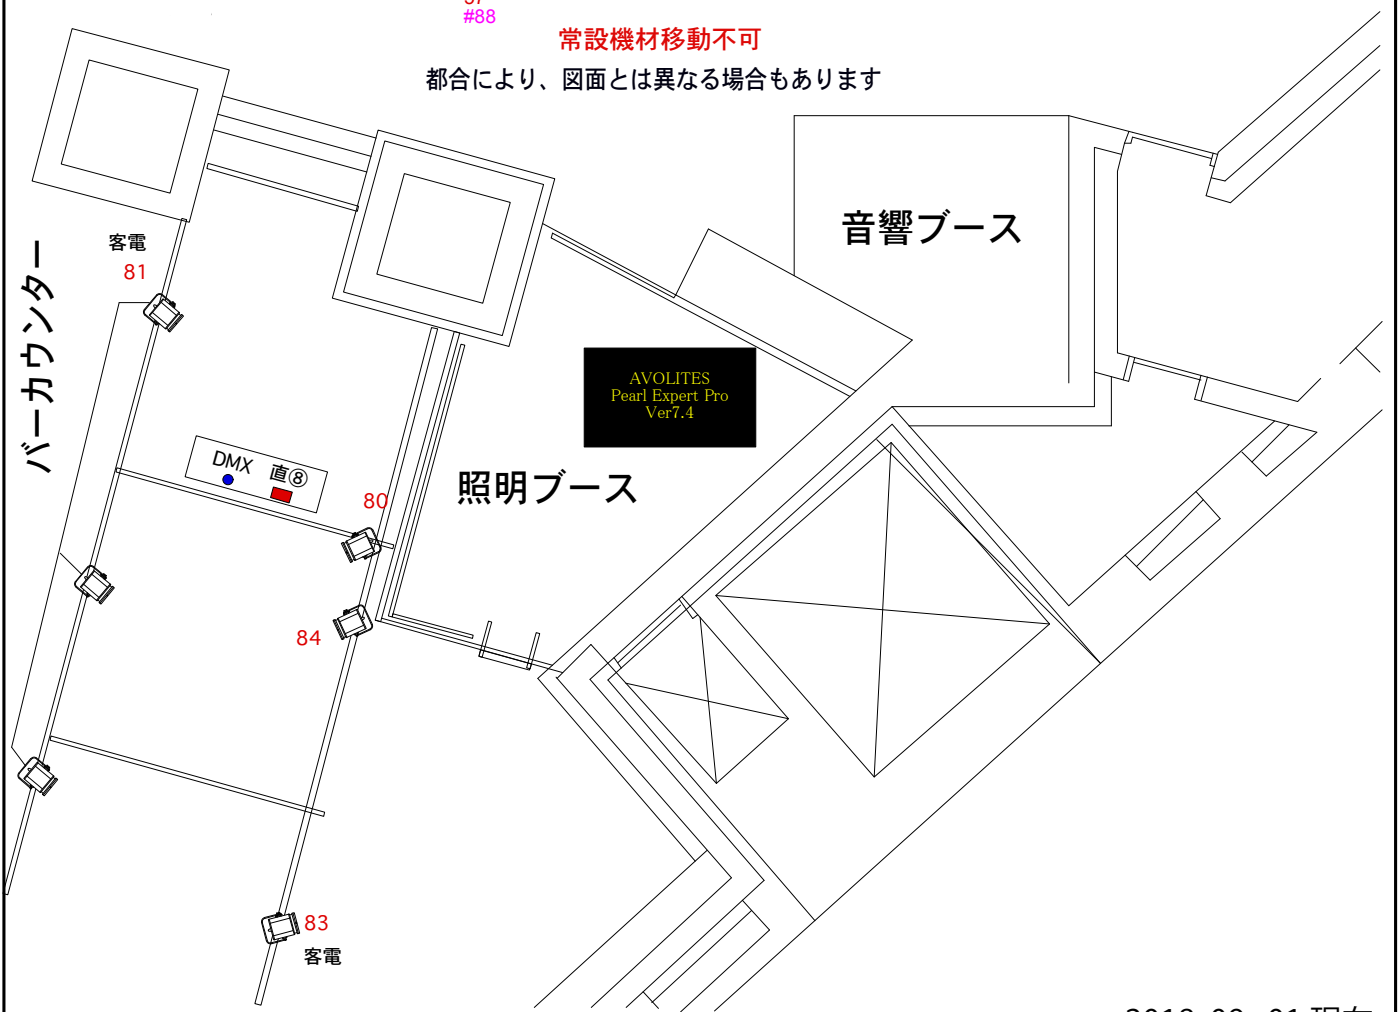 #88
常設機材移動不可
都合により、図面とは異なる場合もあります
音響ブース
客電
81
バーカウンター
AVOLITES
Pearl Expert Pro
Ver7.4
DMX 直⑧
照明ブース
80
84
83
客電